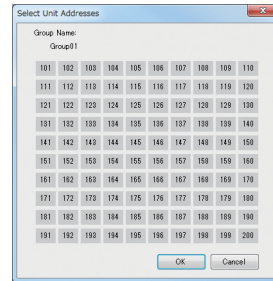 Select Unit Addresses
Group Name:
Group01
101 102 103 104 105 106 107 108 109 110
111 112 113 114 115 116 117 118 119 120
121 122 123 124 125 126 127 128 129 130
131 132 133 134 135 136 137 138 139 140
141 142 143 144 145 146 147 148 149 150
151 152 153 154 155 156 157 158 159 160
161 162 163 164 165 166 167 168 169 170
171 172 173 174 175 176 177 178 179 180
181 182 183 184 185 186 187 188 189 190
191 192 193 194 195 196 197 198 199 200
OK Cancel